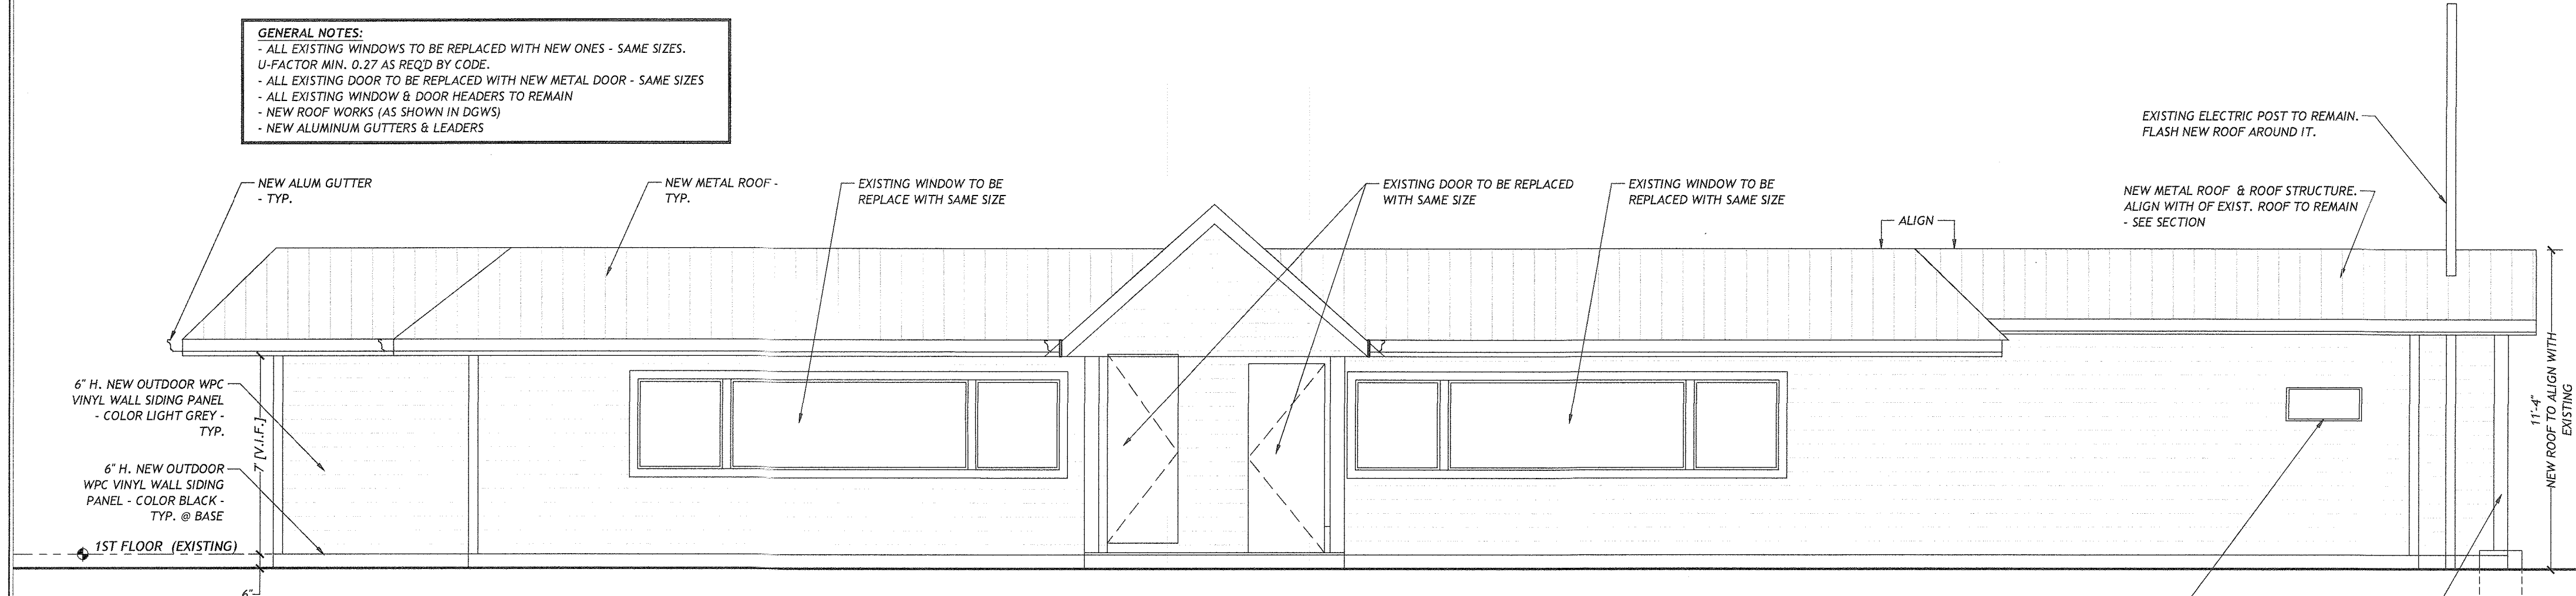 GENERAL NOTES:
- ALL EXISTING WINDOWS TO BE REPLACED WITH NEW ONES - SAME SIZES.
U-FACTOR MIN. 0.27 AS REQ'D BY CODE.
- ALL EXISTING DOOR TO BE REPLACED WITH NEW METAL DOOR - SAME SIZES
- ALL EXISTING WINDOW & DOOR HEADERS TO REMAIN
- NEW ROOF WORKS (AS SHOWN IN DGWS)
- NEW ALUMINUM GUTTERS & LEADERS
EXISTING ELECTRIC POST TO REMAIN.
FLASH NEW ROOF AROUND IT.
NEW ALUM GUTTER
- TYP.
NEW METAL ROOF -
TYP.
EXISTING WINDOW TO BE
REPLACE WITH SAME SIZE
EXISTING DOOR TO BE REPLACED
WITH SAME SIZE
EXISTING WINDOW TO BE
REPLACED WITH SAME SIZE
ALIGN
NEW METAL ROOF & ROOF STRUCTURE.
ALIGN WITH OF EXIST. ROOF TO REMAIN
- SEE SECTION
6" H. NEW OUTDOOR WPC
VINYL WALL SIDING PANEL
- COLOR LIGHT GREY -
TYP.
7' [V.I.F.]
6" H. NEW OUTDOOR
WPC VINYL WALL SIDING
PANEL - COLOR BLACK -
TYP. @ BASE
1ST FLOOR (EXISTING)
6"
1'-4"
NEW ROOF TO ALIGN WITH
EXISTING